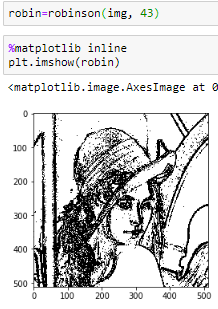 robin=robinson(img, 43)
%matplotlib inline
plt.imshow(robin)
<matplotlib.image.AxesImage at 0
0
100
200
300
400
500
0 100 200 300 400 500